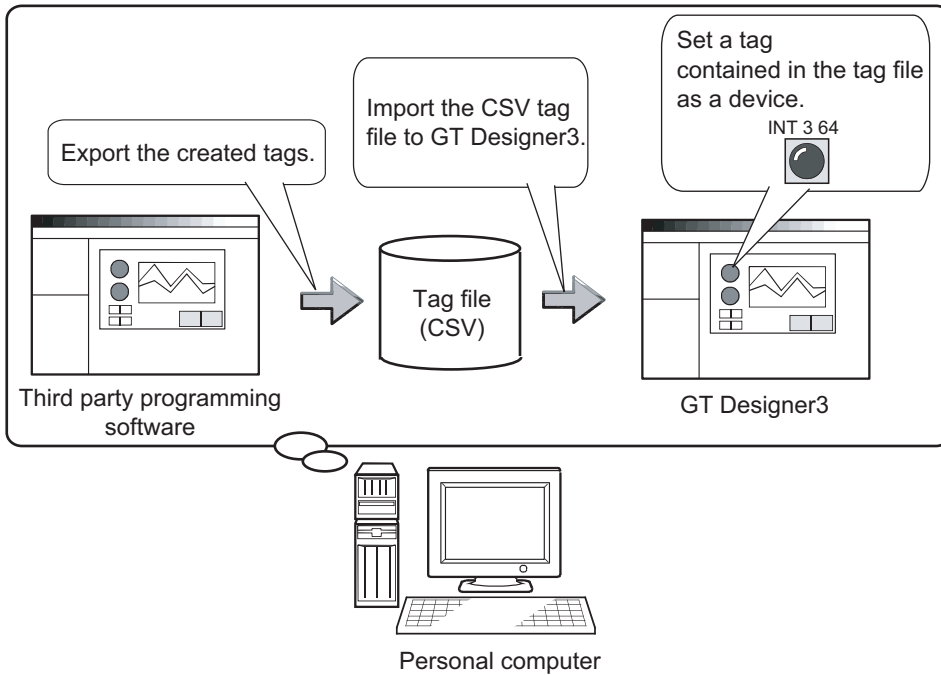 Export the created tags.
Import the CSV tag
file to GT Designer3.
Set a tag
contained in the tag file
as a device.
INT 3 64
Tag file
(CSV)
Third party programming
software
GT Designer3
Personal computer